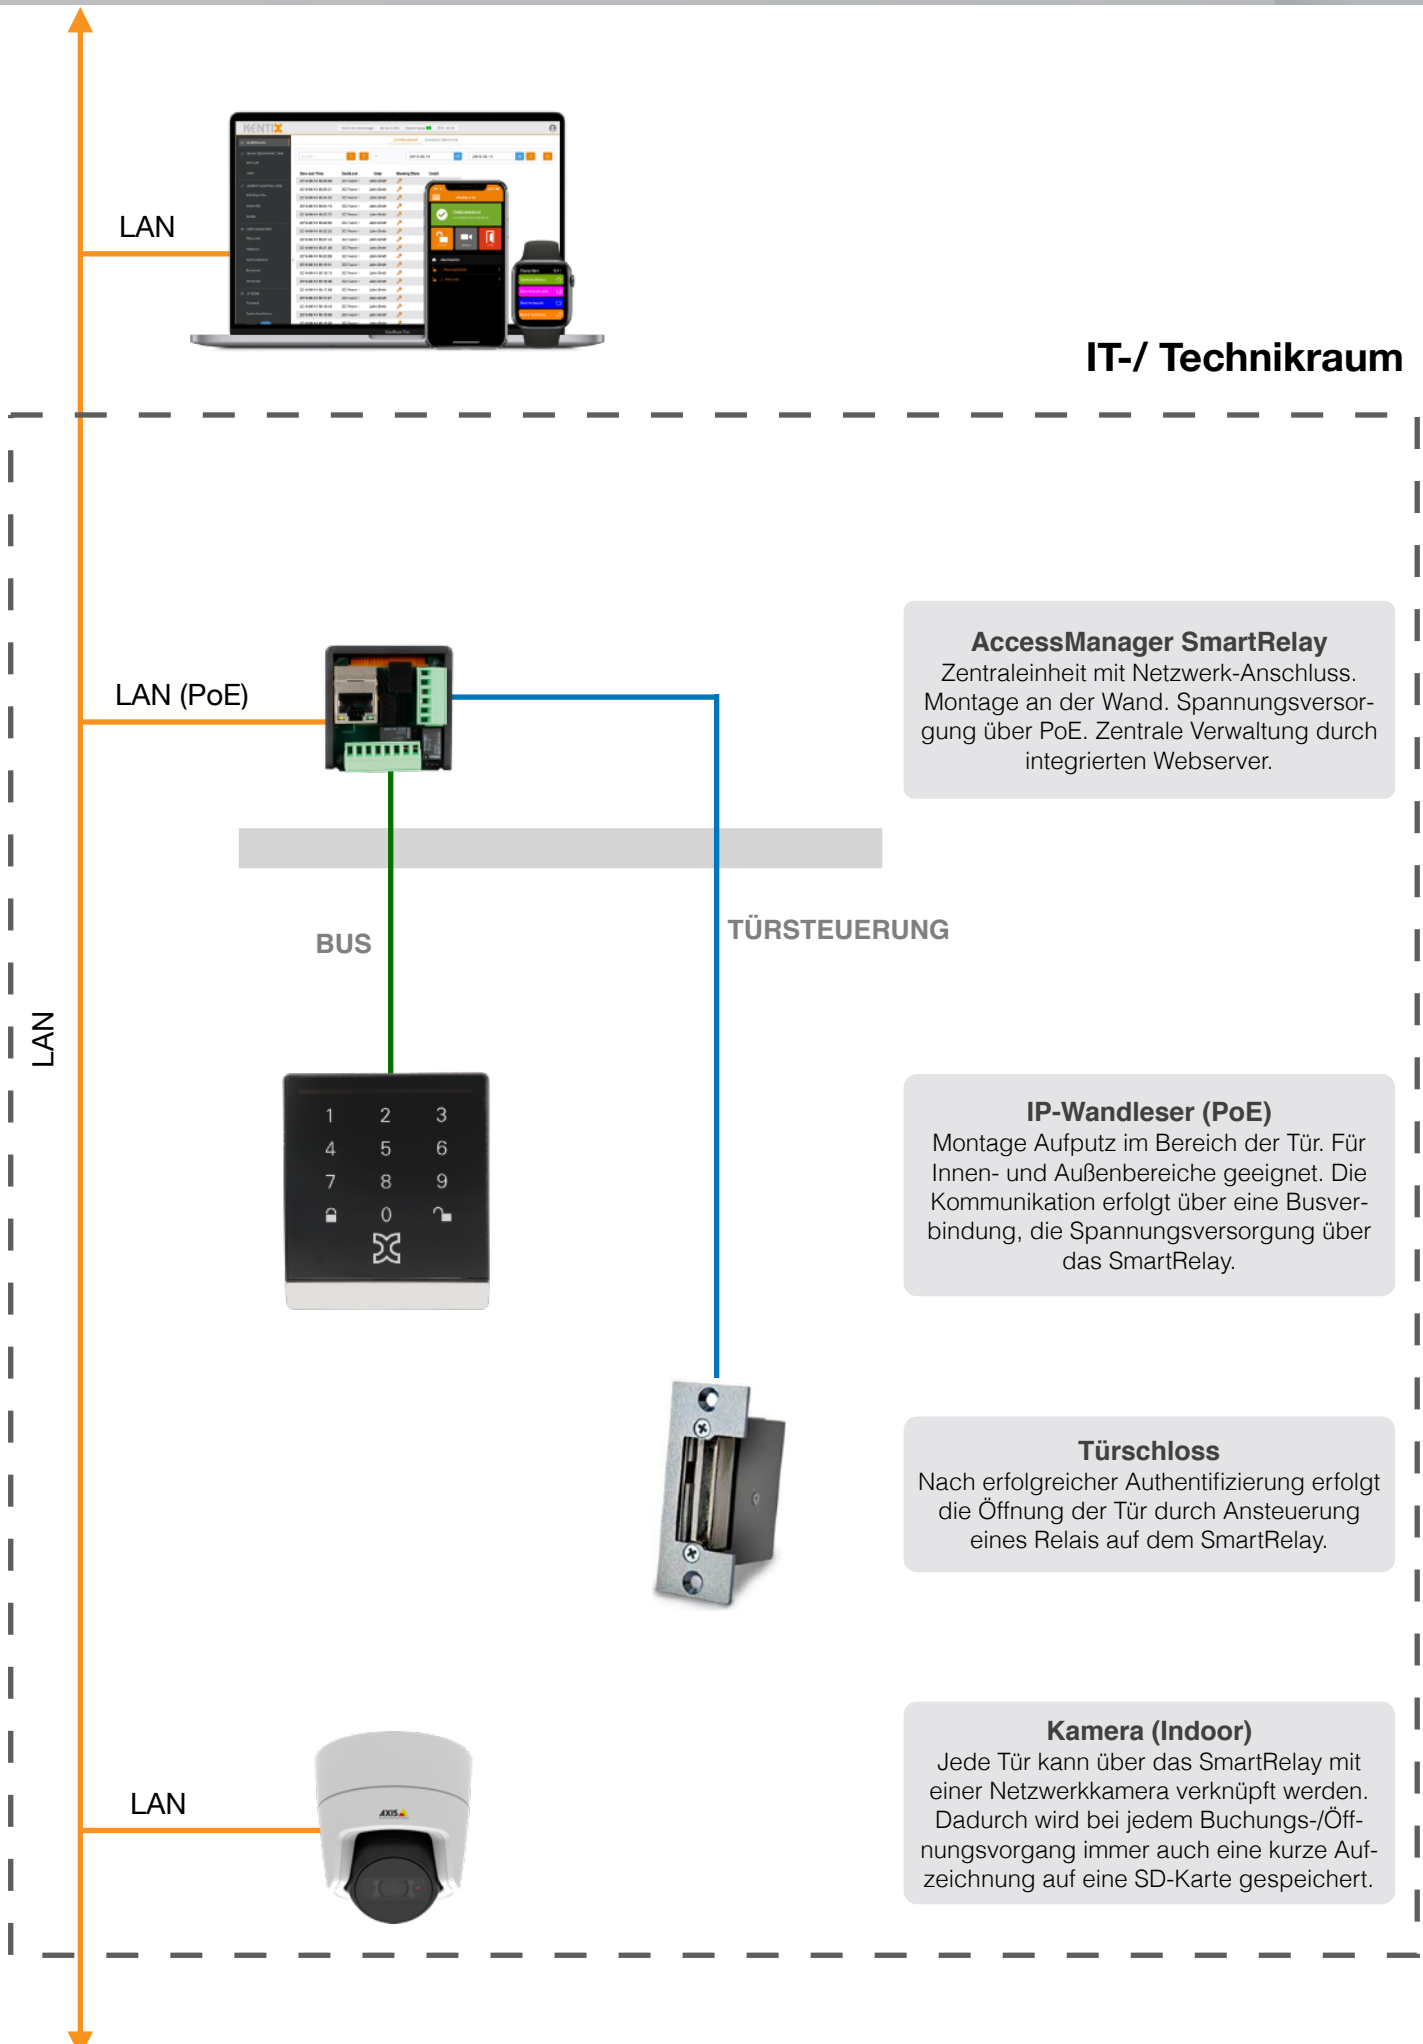 KENTIX
LAN
IT-/ Technikraum
LAN (PoE)
AccessManager SmartRelay
Zentraleinheit mit Netzwerk-Anschluss.
Montage an der Wand. Spannungsversor-
gung über PoE. Zentrale Verwaltung durch
integrierten Webserver.
BUS
TÜRSTEUERUNG
LAN
1 2 3
4 5 6
7 8 9
0
IP-Wandleser (PoE)
Montage Aufputz im Bereich der Tür. Für
Innen- und Außenbereiche geeignet. Die
Kommunikation erfolgt über eine Busver-
bindung, die Spannungsversorgung über
das SmartRelay.
Türschloss
Nach erfolgreicher Authentifizierung erfolgt
die Öffnung der Tür durch Ansteuerung
eines Relais auf dem SmartRelay.
LAN
AXIS
Kamera (Indoor)
Jede Tür kann über das SmartRelay mit
einer Netzwerkkamera verknüpft werden.
Dadurch wird bei jedem Buchungs-/Öff-
nungsvorgang immer auch eine kurze Auf-
zeichnung auf eine SD-Karte gespeichert.